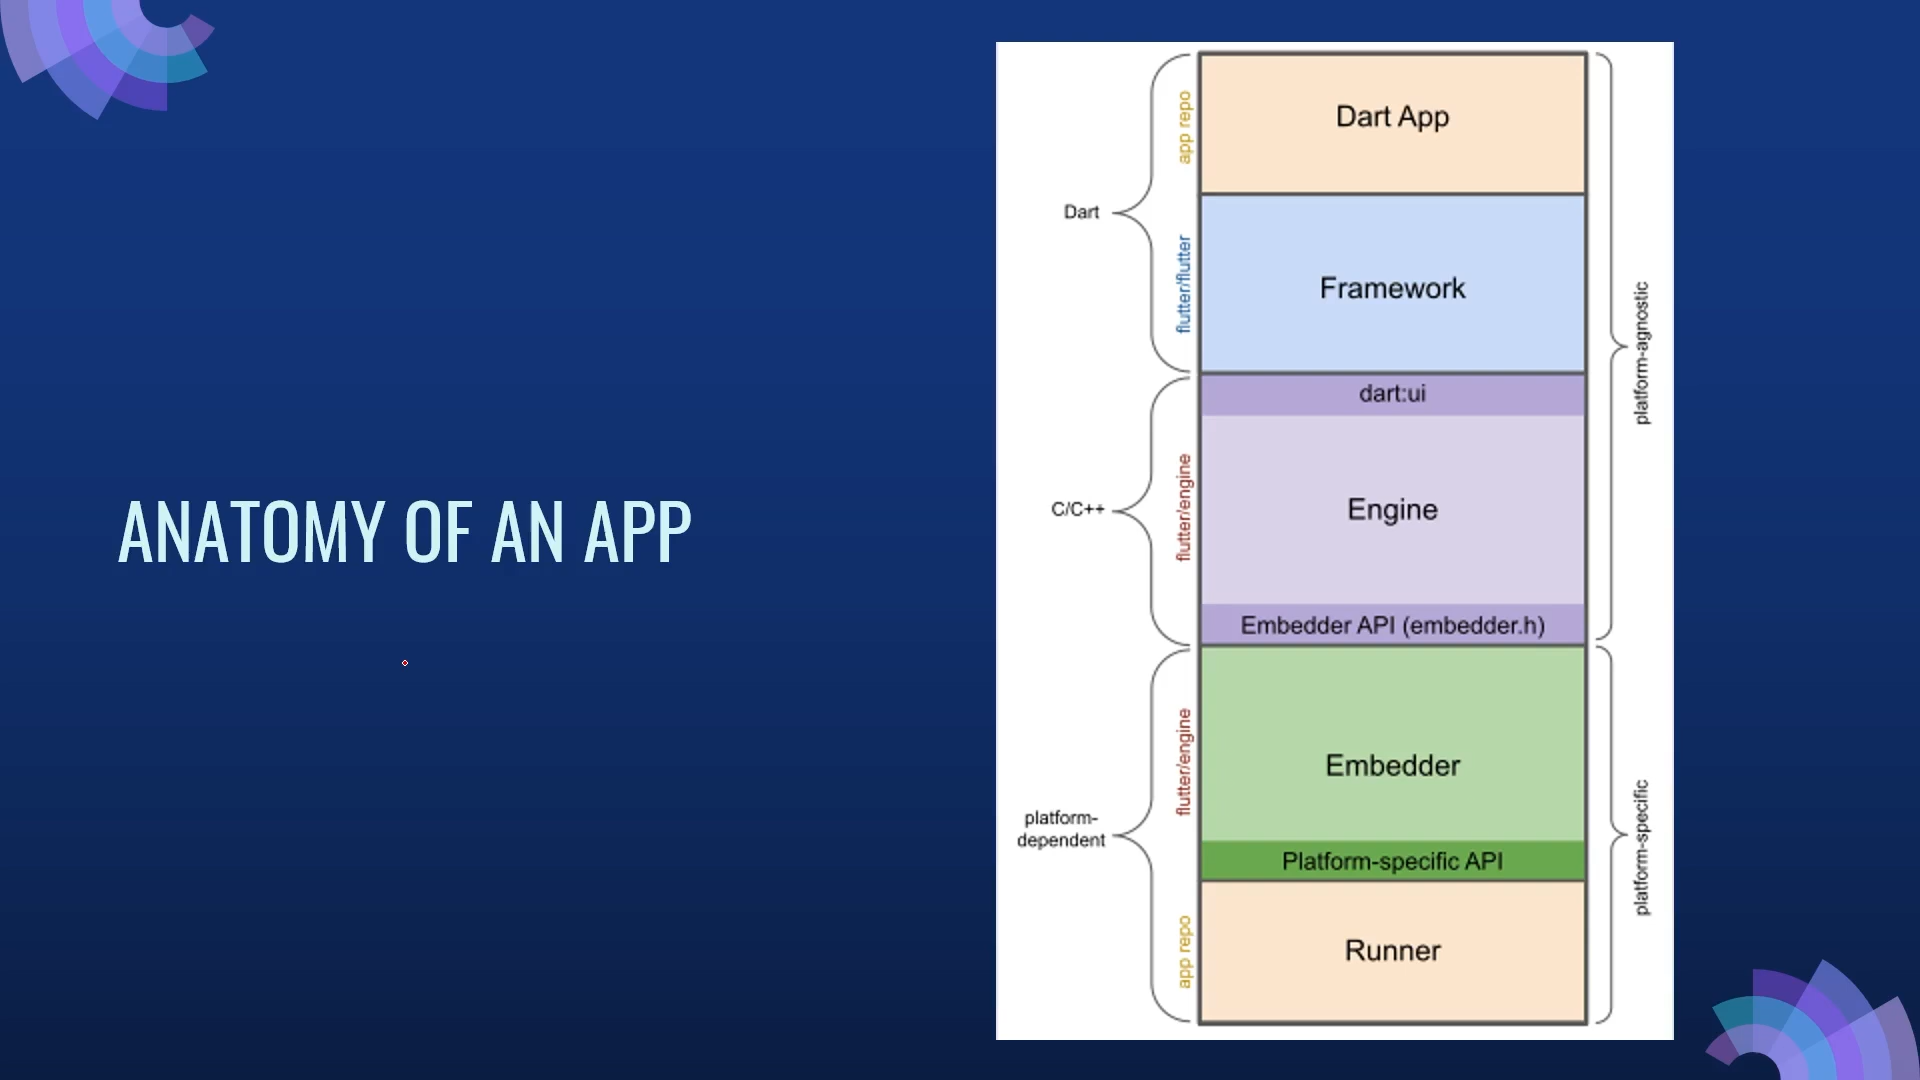 ANATOMY OF AN APP
Dart App
app repo
Dart
Framework
flutter/flutter
platform-agnostic
dart:ui
Engine
C/C++
flutter/engine
Embedder API (embedder.h)
Embedder
flutter/engine
platform-
dependent
Platform-specific API
platform-specific
Runner
app repo